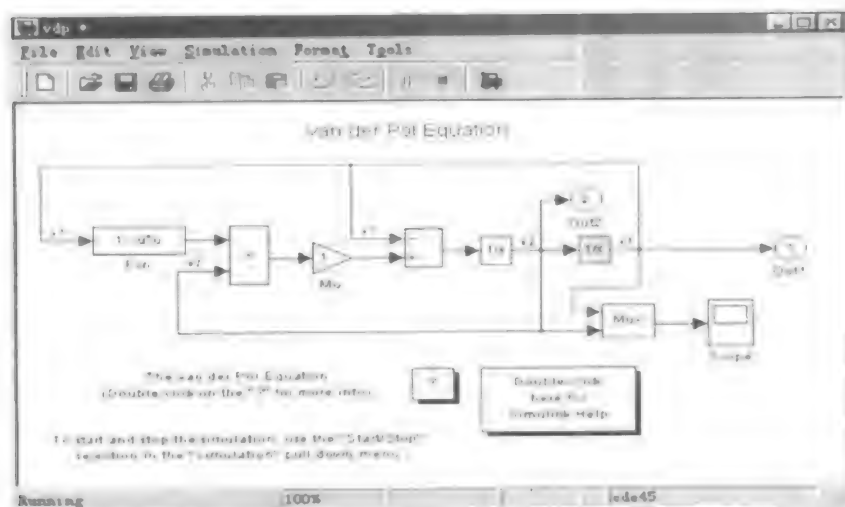 vdp *
File Edit View Simulation Format Tools
van der Pol Equation
x1
1 - u*u
Fcn
x2
*
1
Mu
x1
1/s
x2
2
Out2
1/s
x1
1
Out1
Mux
Scope
The van der Pol Equation
(Double click on the "?" for more info)
?
Double click
here for
Simulink Help
To start and stop the simulation, use the "Start/Stop"
selection in the "Simulation" pull-down menu
Running
100%
ode45